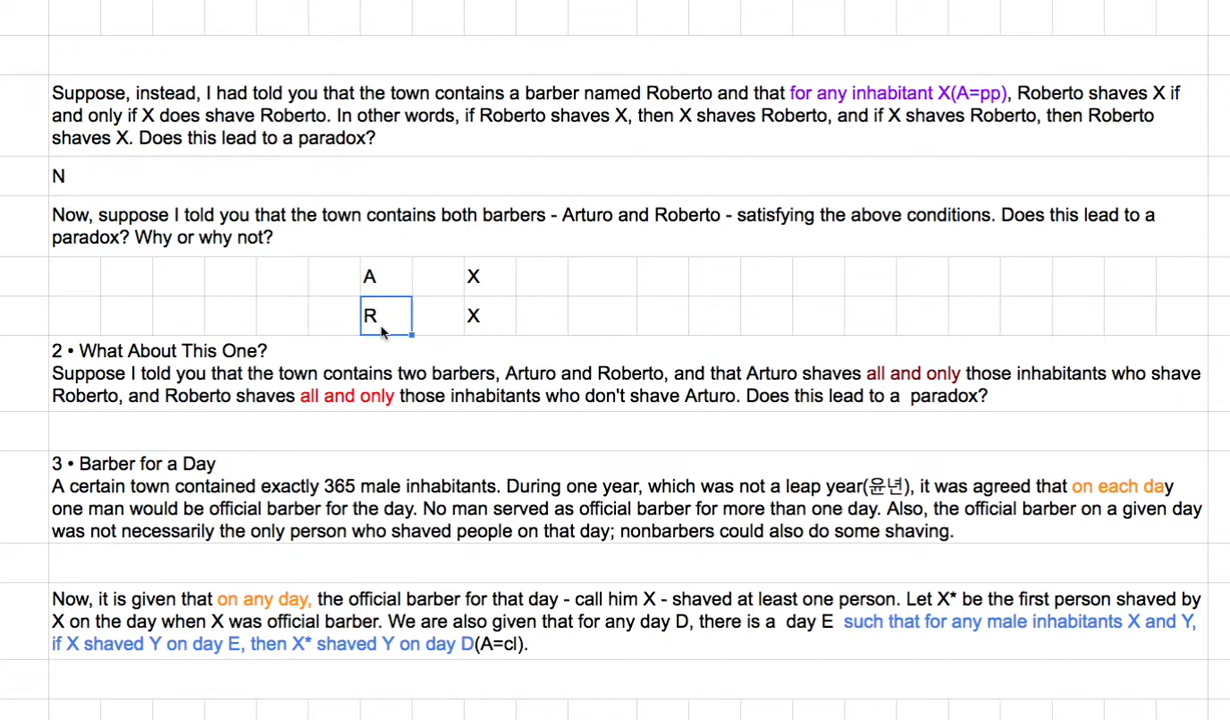 Suppose, instead, I had told you that the town contains a barber named Roberto and that for any inhabitant X(A=pp), Roberto shaves X if
and only if X does shave Roberto. In other words, if Roberto shaves X, then X shaves Roberto, and if X shaves Roberto, then Roberto
shaves X. Does this lead to a paradox?
N
Now, suppose I told you that the town contains both barbers - Arturo and Roberto - satisfying the above conditions. Does this lead to a
paradox? Why or why not?
A X
R X
2 • What About This One?
Suppose I told you that the town contains two barbers, Arturo and Roberto, and that Arturo shaves all and only those inhabitants who shave
Roberto, and Roberto shaves all and only those inhabitants who don't shave Arturo. Does this lead to a  paradox?
3 • Barber for a Day
A certain town contained exactly 365 male inhabitants. During one year, which was not a leap year(윤년), it was agreed that on each day
one man would be official barber for the day. No man served as official barber for more than one day. Also, the official barber on a given day
was not necessarily the only person who shaved people on that day; nonbarbers could also do some shaving.
Now, it is given that on any day, the official barber for that day - call him X - shaved at least one person. Let X* be the first person shaved by
X on the day when X was official barber. We are also given that for any day D, there is a  day E  such that for any male inhabitants X and Y,
if X shaved Y on day E, then X* shaved Y on day D(A=cl).